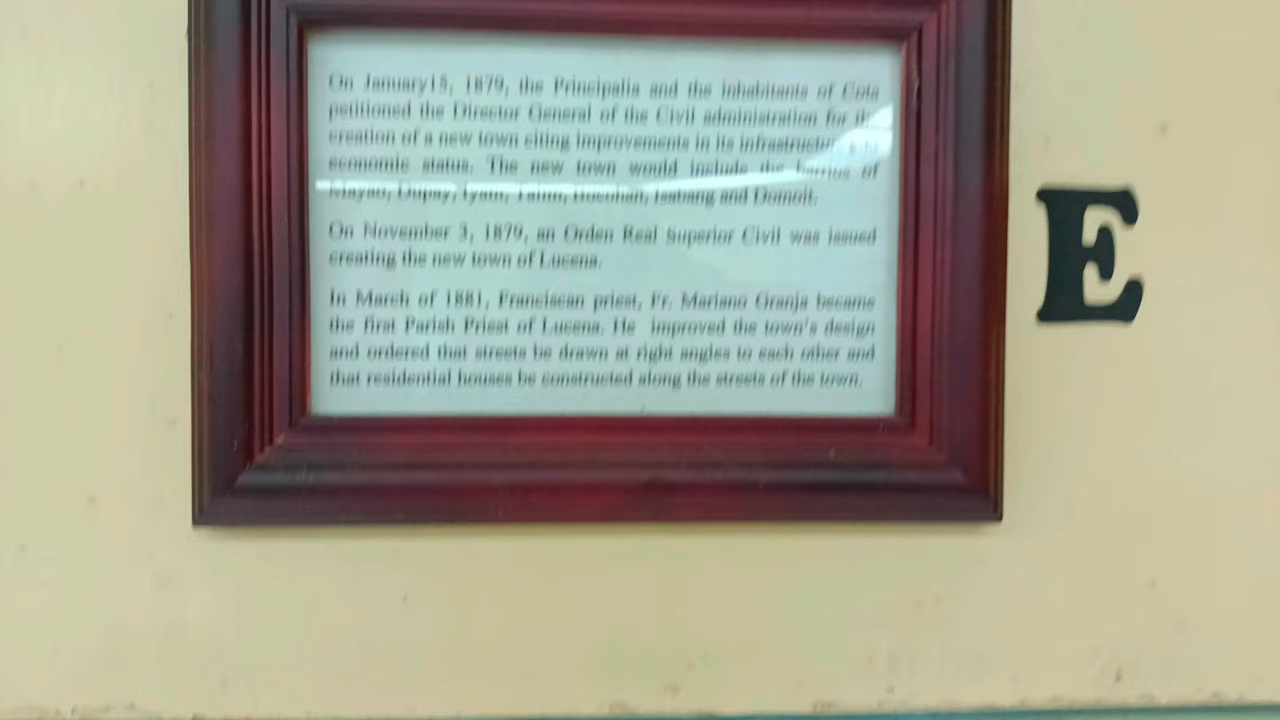 On January15, 1879, the Principalia and the inhabitants of Cota
petitioned the Director General of the Civil administration for the
creation of a new town citing improvements in its infrastructure and
economic status. The new town would include the barrios of
Mayao, Dupay, Iyam, Isabang and Domoit.
On November 3, 1879, an Orden Real Superior Civil was issued
creating the new town of Lucena.
In March of 1881, Franciscan priest, Fr. Mariano Granja became
the first Parish Priest of Lucena. He improved the town's design
and ordered that streets be drawn at right angles to each other and
that residential houses be constructed along the streets of the town.
E